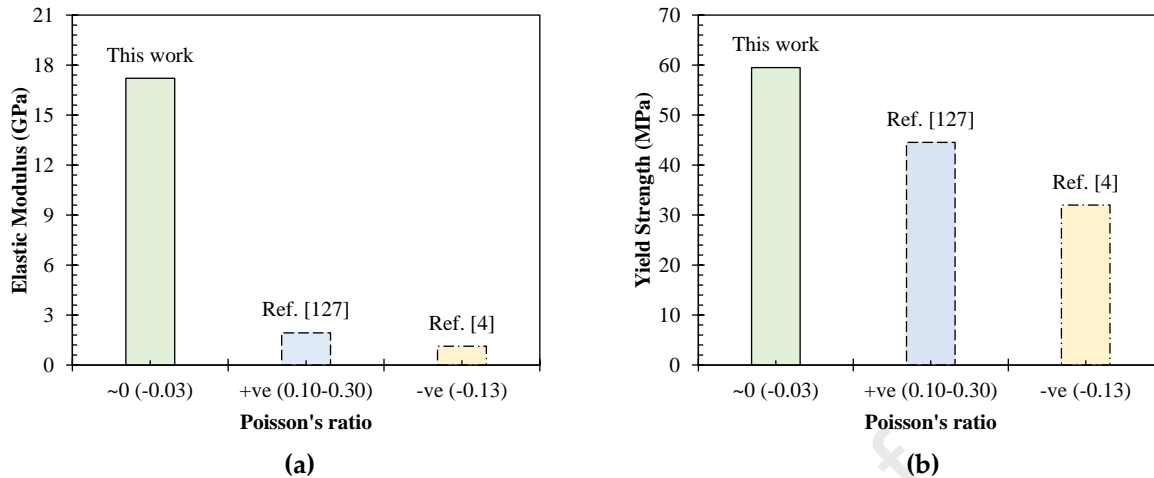 21
18
15
12
9
6
3
0
Elastic Modulus (GPa)
This work
Ref. [127]
Ref. [4]
~0 (-0.03)
+ve (0.10-0.30)
-ve (-0.13)
Poisson's ratio
(a)
70
60
50
40
30
20
10
0
Yield Strength (MPa)
This work
Ref. [127]
Ref. [4]
~0 (-0.03)
+ve (0.10-0.30)
-ve (-0.13)
Poisson's ratio
(b)